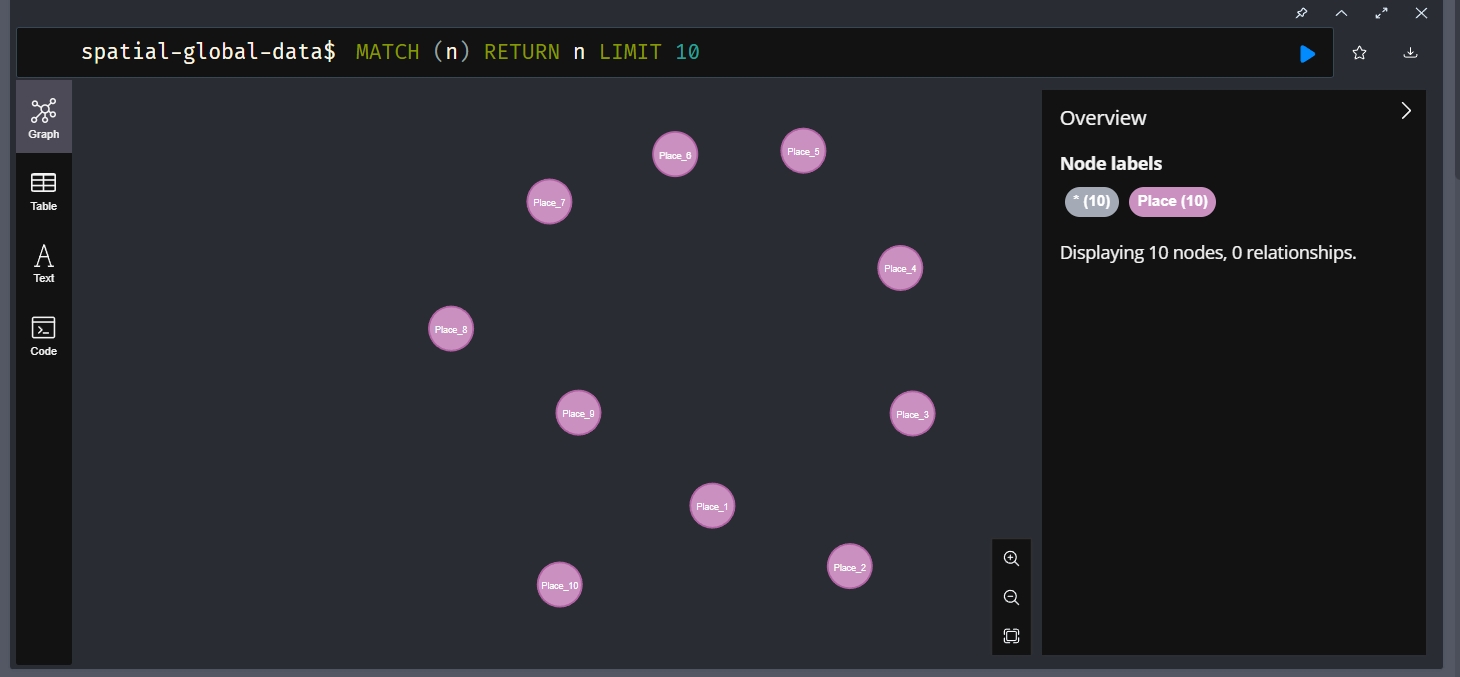 spatial-global-data$ MATCH (n) RETURN n LIMIT 10
Graph
Table
Text
Code
Place_6
Place_5
Place_7
Place_4
Place_8
Place_9
Place_3
Place_1
Place_2
Place_10
Overview
Node labels
* (10) Place (10)
Displaying 10 nodes, 0 relationships.